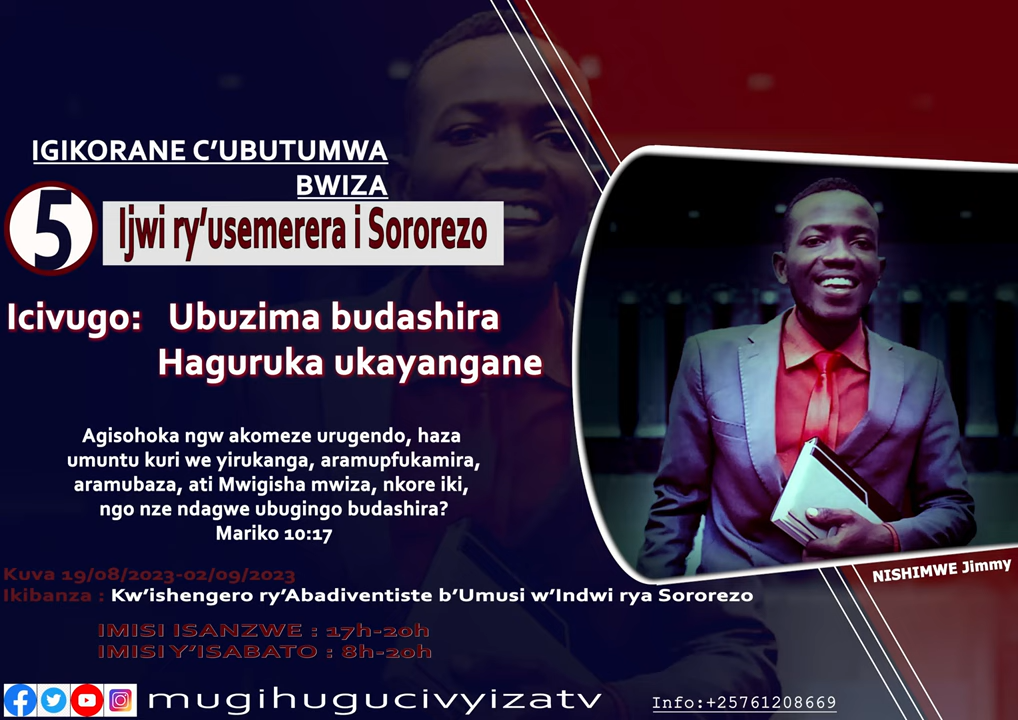 IGIKORANE C'UBUTUMWA
BWIZA
5
Ijwi ry'usemerera i Sororezo
Icivugo: Ubuzima budashira
Haguruka ukayangane
Agisohoka ngw akomeze urugendo, haza
umuntu kuri we yirukanga, aramupfukamira,
aramubaza, ati Mwigisha mwiza, nkore iki,
ngo nze ndagwe ubugingo budashira?
Mariko 10:17
Kuva 19/08/2023-02/09/2023
Ikibanza : Kw'ishengero ry'Abadiventiste b'Umusi w'Indwi rya Sororezo
IMISI ISANZWE : 17h-20h
IMISI Y'ISABATO : 8h-20h
mugihugucivyizatv
Info:+25761208669
NISHIMWE Jimmy